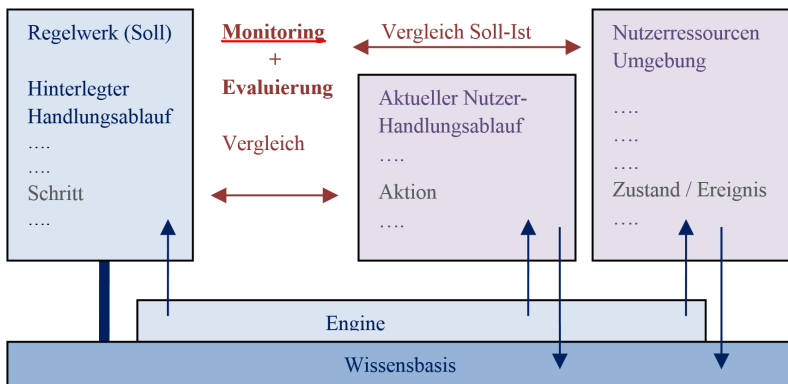 Regelwerk (Soll)
Hinterlegter
Handlungsablauf
....
....
Schritt
....
Monitoring
+
Evaluierung
Vergleich
Vergleich Soll-Ist
Aktueller Nutzer-
Handlungsablauf
....
Aktion
....
Nutzerressourcen
Umgebung
....
....
....
Zustand / Ereignis
....
Engine
Wissensbasis